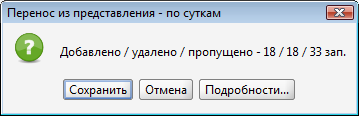 Перенос из представления - по суткам
Добавлено / удалено / пропущено - 18 / 18 / 33 зап.
Сохранить Отмена Подробности...